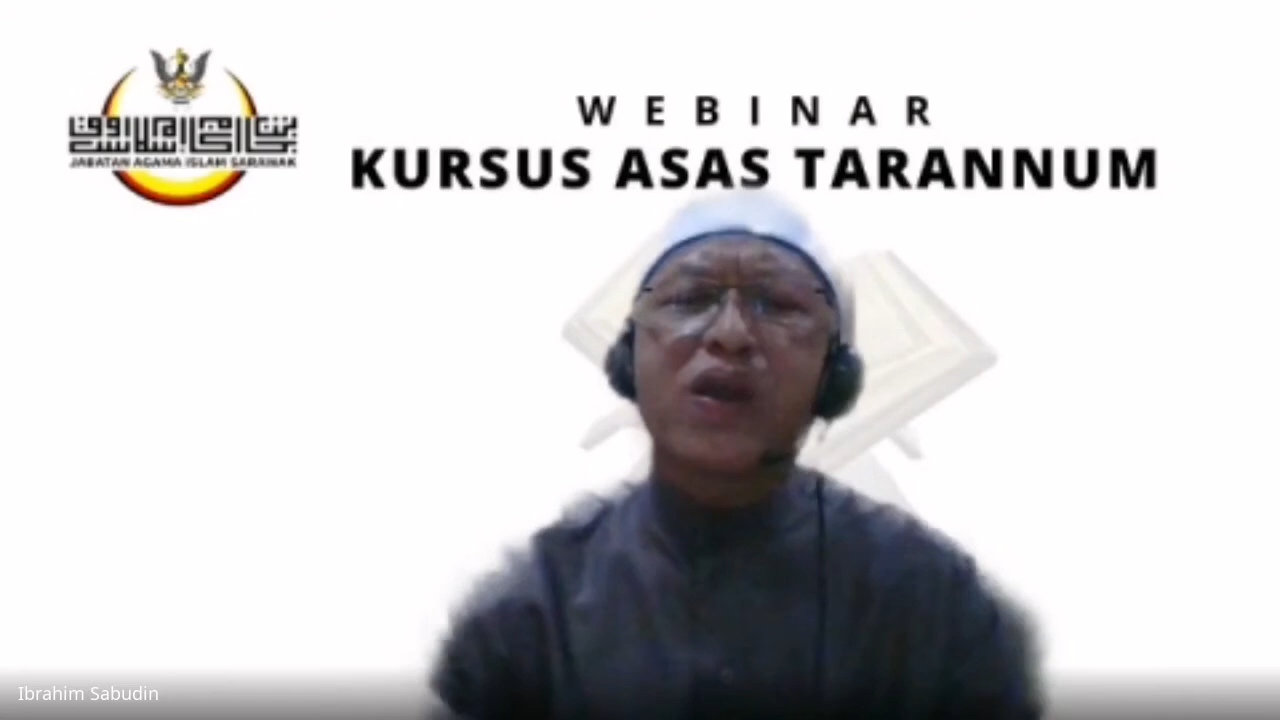 WEBINAR
KURSUS ASAS TARANNUM
JABATAN AGAMA ISLAM SARAWAK
Ibrahim Sabudin